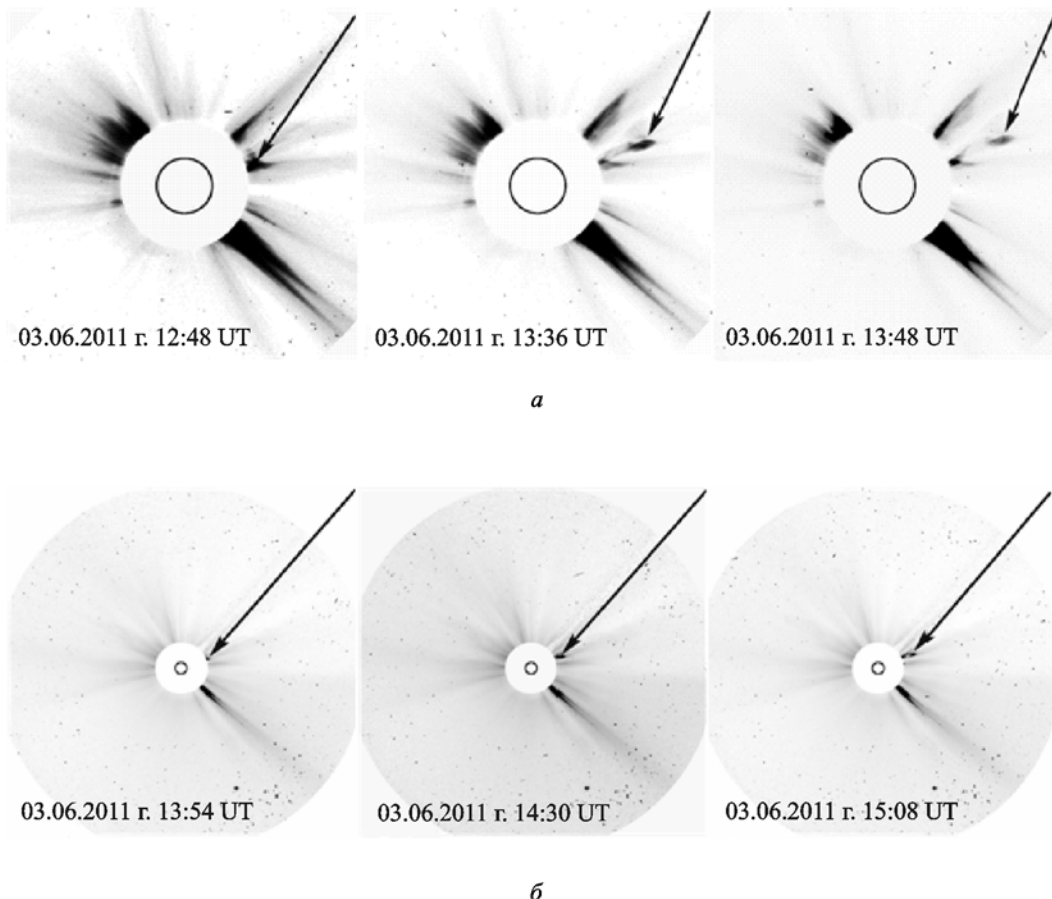 03.06.2011 г. 12:48 UT
03.06.2011 г. 13:36 UT
03.06.2011 г. 13:48 UT
а
03.06.2011 г. 13:54 UT
03.06.2011 г. 14:30 UT
03.06.2011 г. 15:08 UT
б